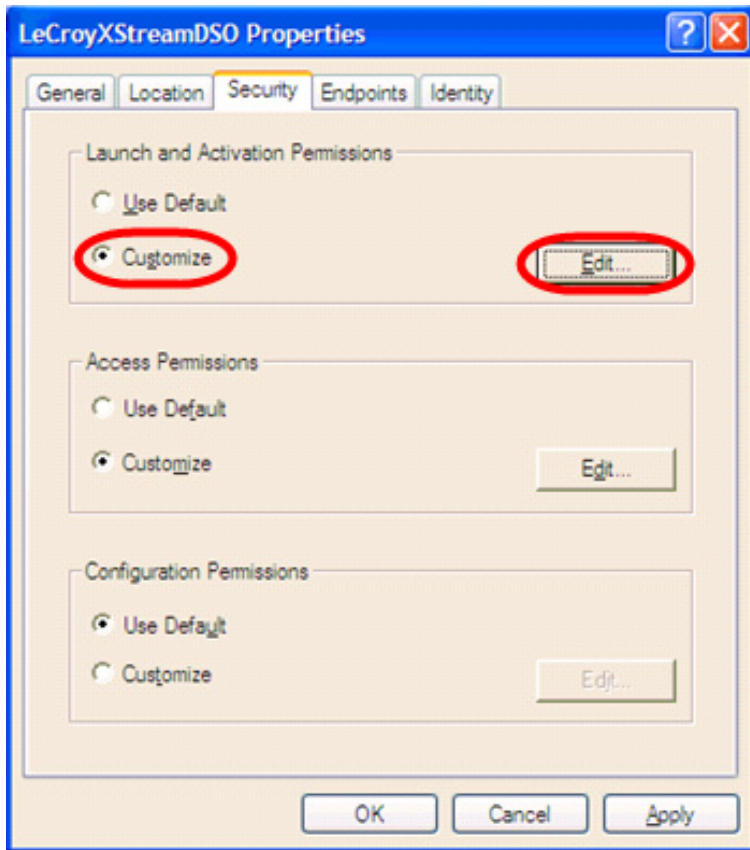 LeCroyXStreamDSO Properties
General Location Security Endpoints Identity
Launch and Activation Permissions
Use Default
Customize Edit...
Access Permissions
Use Default
Customize Edit...
Configuration Permissions
Use Default
Customize Edit...
OK Cancel Apply